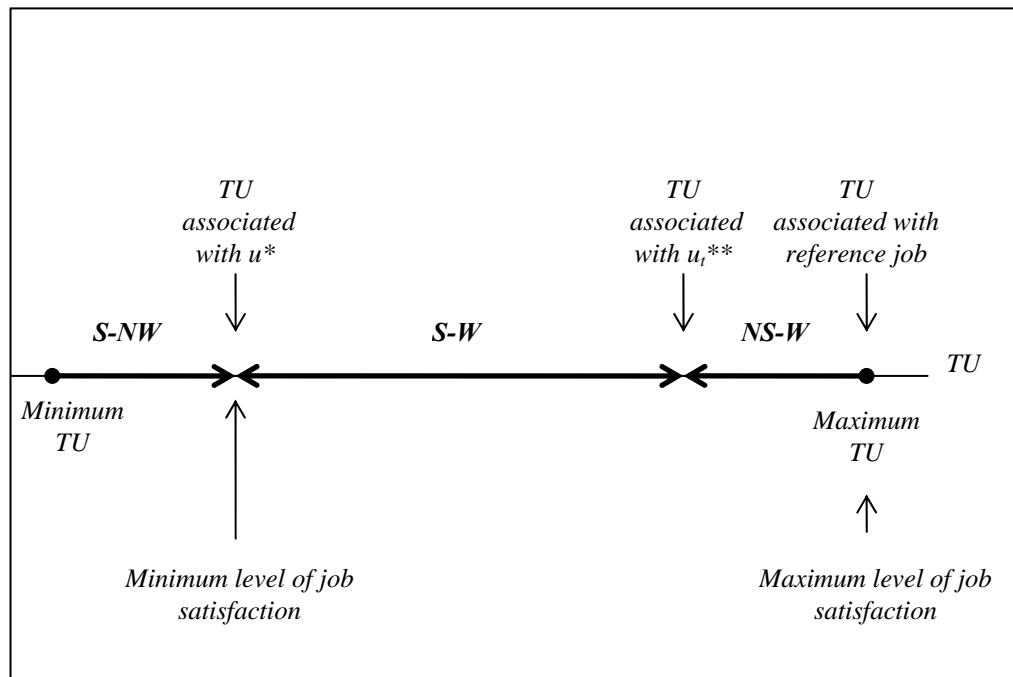 TU
associated
with u*
TU
associated
with uₜ**
TU
associated with
reference job
S-NW
S-W
NS-W
TU
Minimum
TU
Maximum
TU
Minimum level of job
satisfaction
Maximum level of job
satisfaction